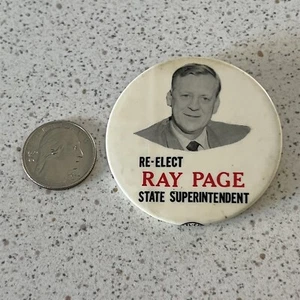 RE-ELECT
RAY PAGE
STATE SUPERINTENDENT